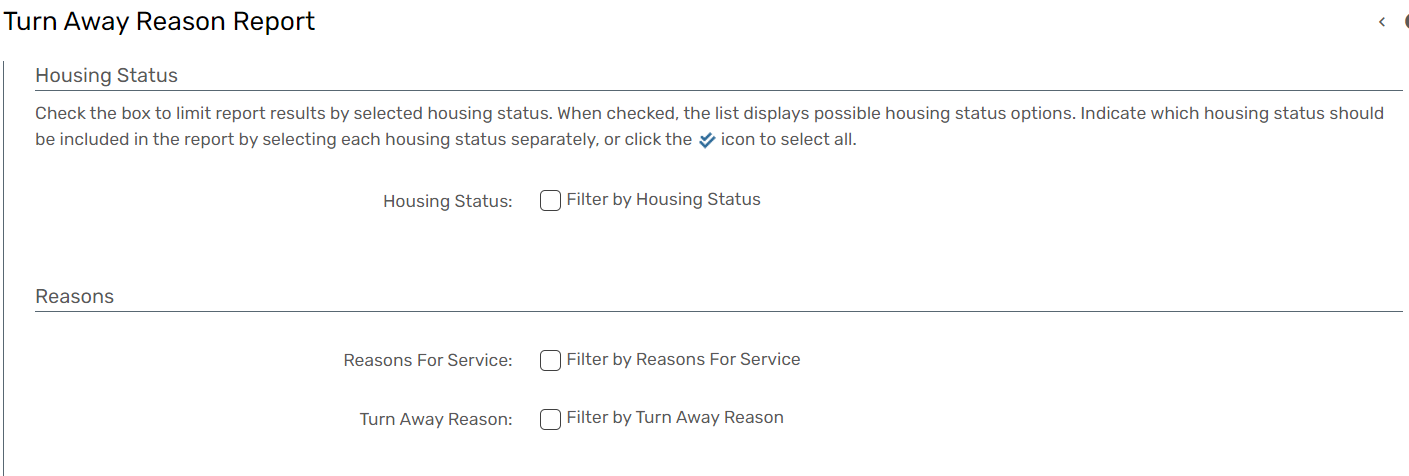 Turn Away Reason Report
Housing Status
Check the box to limit report results by selected housing status. When checked, the list displays possible housing status options. Indicate which housing status should
be included in the report by selecting each housing status separately, or click the icon to select all.
Housing Status: Filter by Housing Status
Reasons
Reasons For Service: Filter by Reasons For Service
Turn Away Reason: Filter by Turn Away Reason